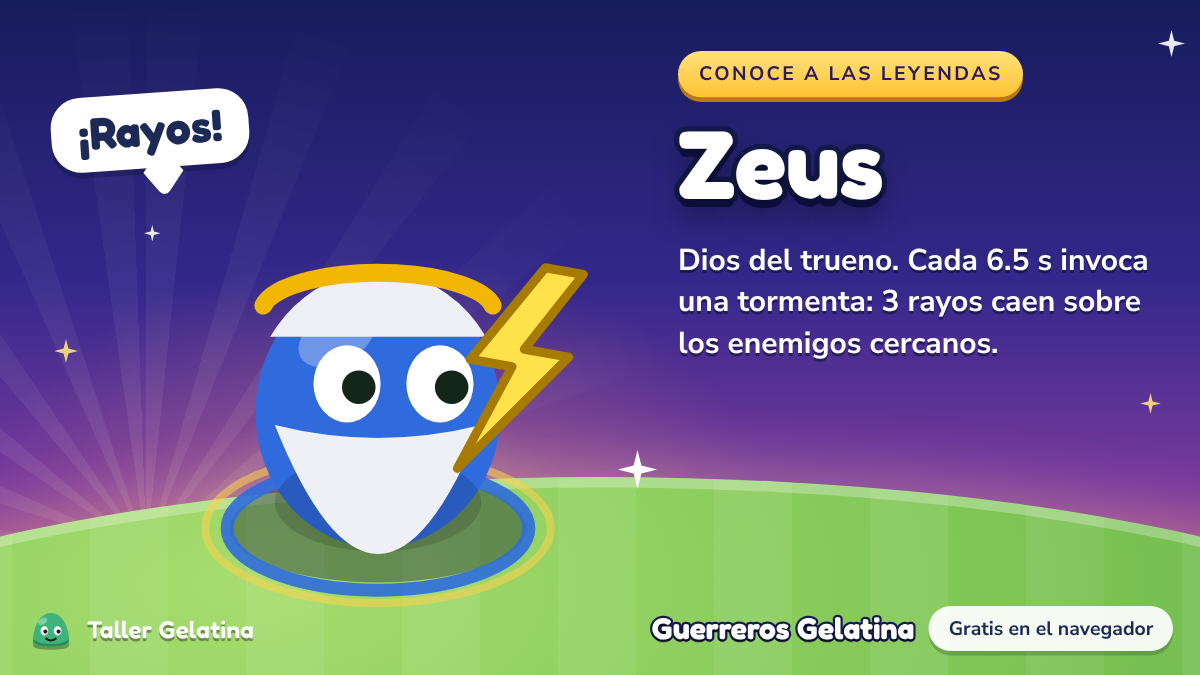 ¡Rayos!
CONOCE A LAS LEYENDAS
Zeus
Dios del trueno. Cada 6.5 s invoca
una tormenta: 3 rayos caen sobre
los enemigos cercanos.
Taller Gelatina
Guerreros Gelatina
Gratis en el navegador